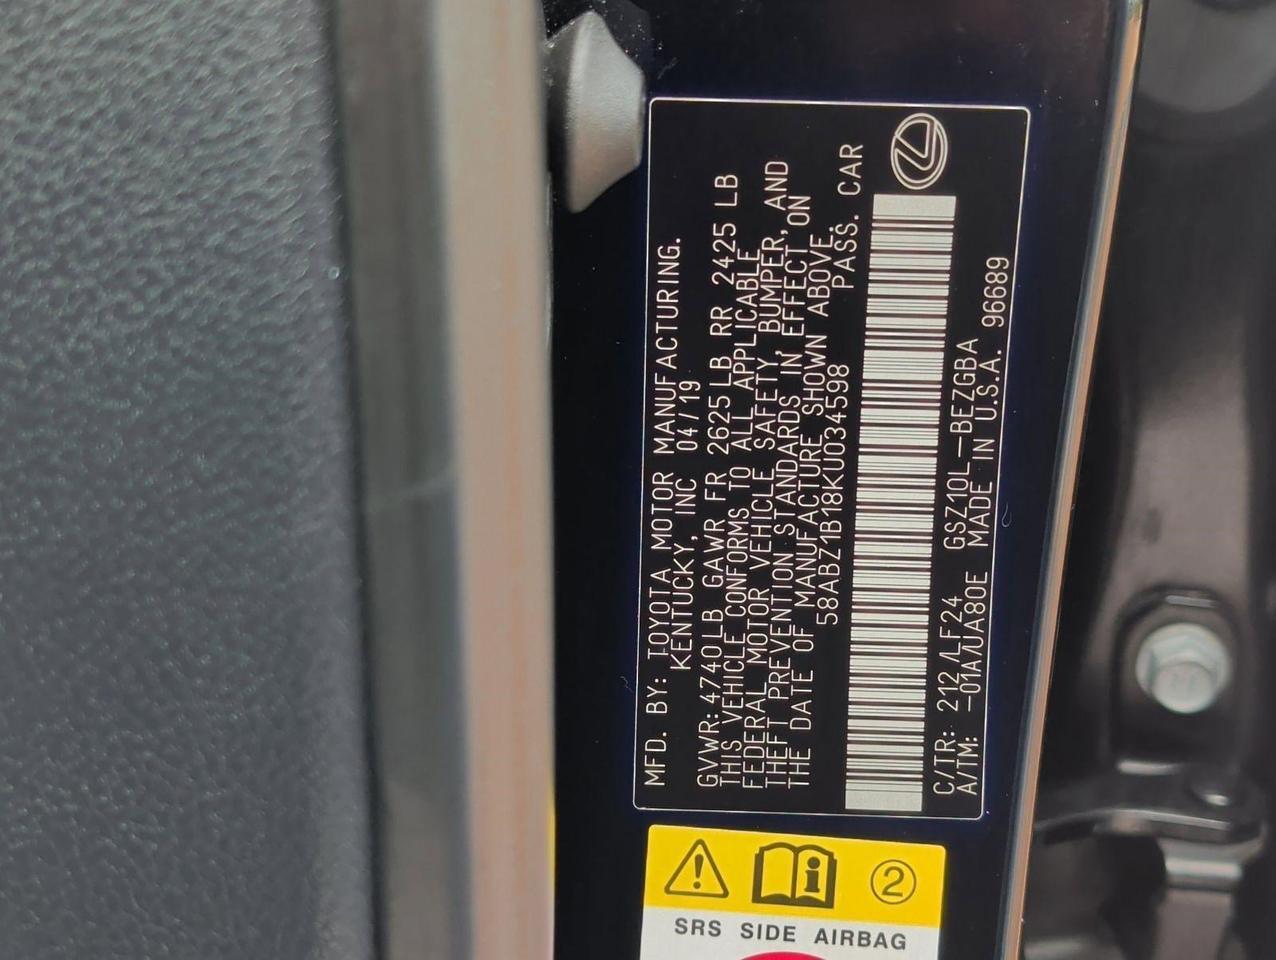 MFD. BY: TOYOTA MOTOR MANUFACTURING.
KENTUCKY, INC 04/19
GVWR: 4740LB GAWR FR 2625LB RR 2425 LB
THIS VEHICLE CONFORMS TO ALL APPLICABLE
FEDERAL MOTOR VEHICLE SAFETY, BUMPER, AND
THEFT PREVENTION STANDARDS IN EFFECT ON
THE DATE OF MANUFACTURE SHOWN ABOVE.
58ABZ1B18KU034598 PASS. CAR
C/TR: 212/LF24 GSZ10L-BEZGBA
A/TM: -01A/UA80E MADE IN U.S.A. 96689
2
SRS SIDE AIRBAG